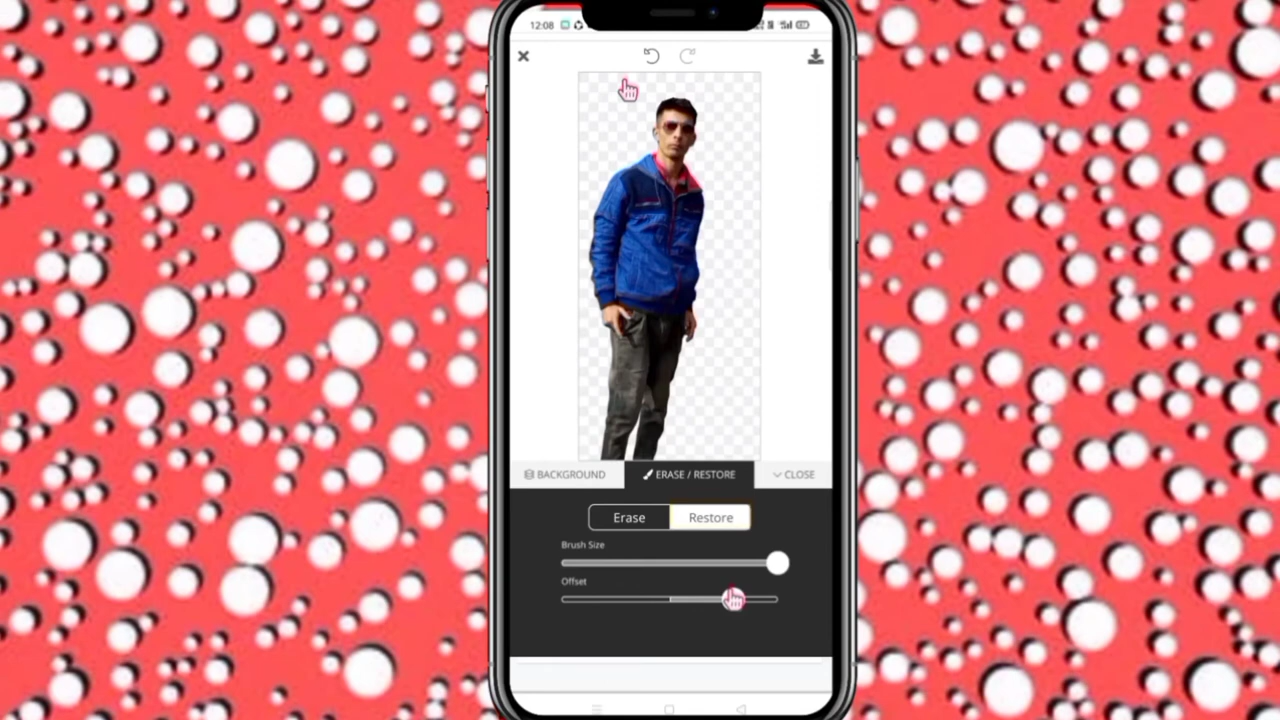 12:08
BACKGROUND
ERASE / RESTORE
CLOSE
Erase
Restore
Brush Size
Offset